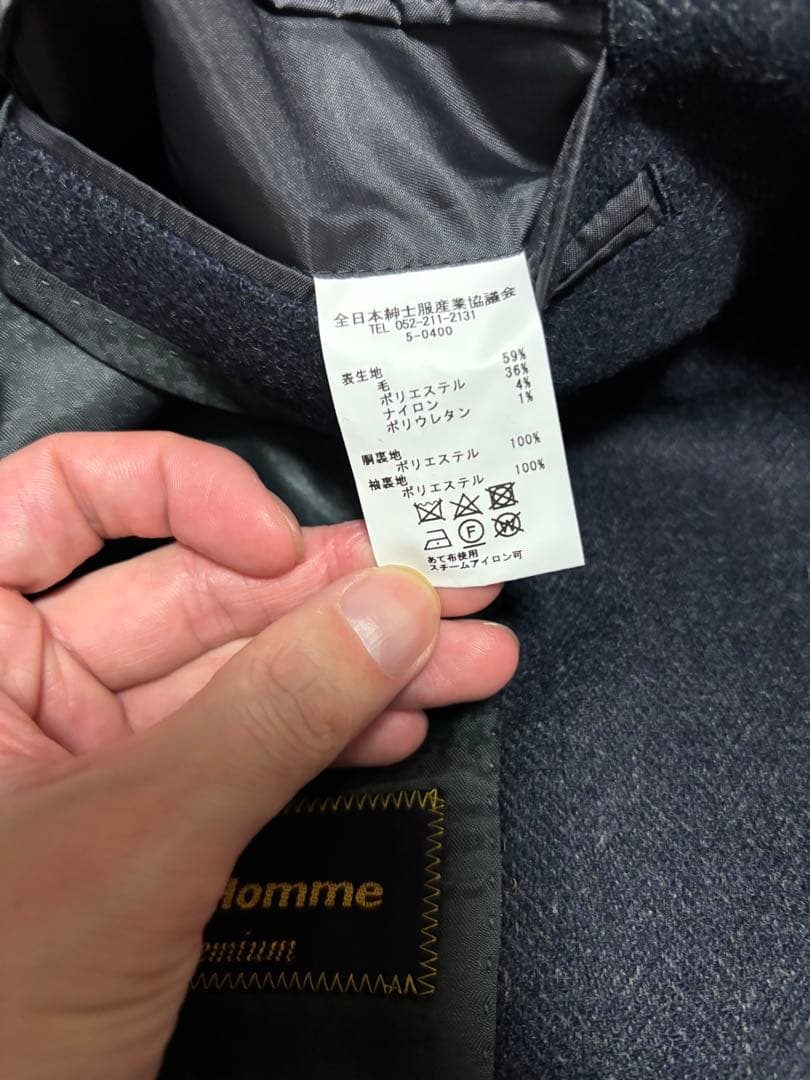 全日本紳士服産業協議会
TEL 052-211-2131
5-0400
表生地
毛 59%
ポリエステル 36%
ナイロン 4%
ポリウレタン 1%
胴裏地
ポリエステル 100%
袖裏地
ポリエステル 100%
F
W
あて布使用
スチームアイロン可
Homme
emium